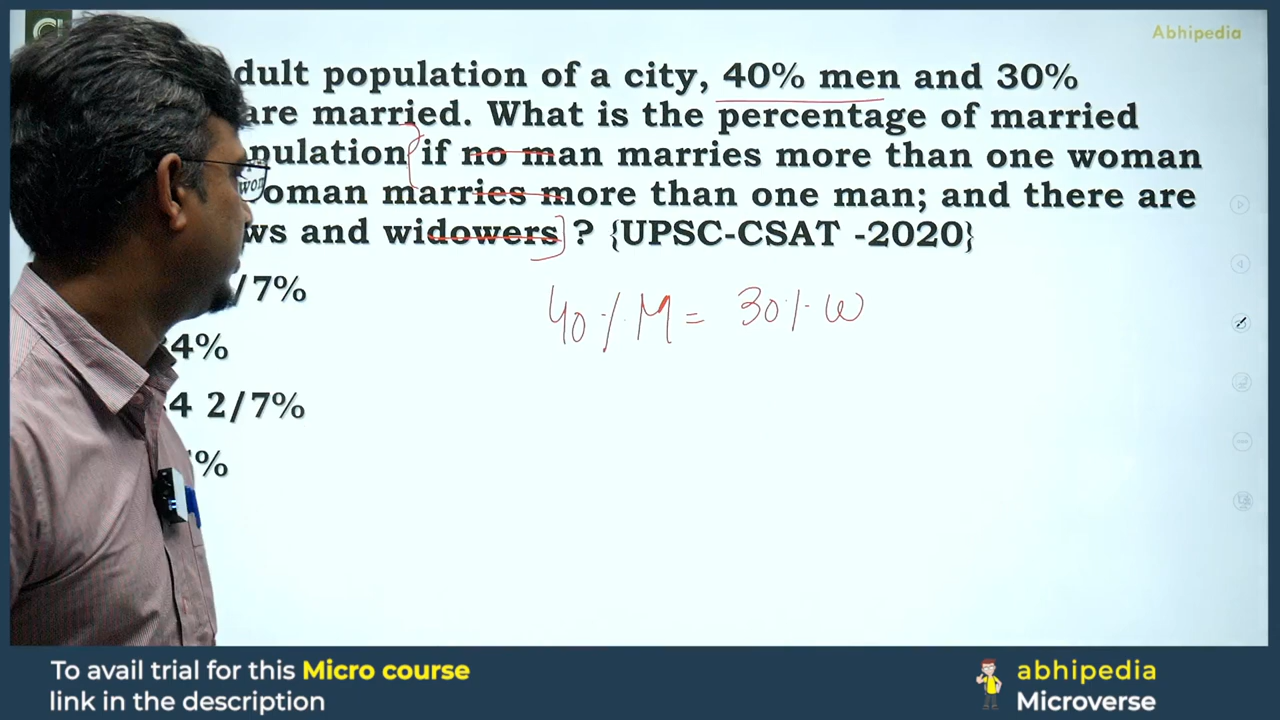 Abhipedia
dult population of a city, 40% men and 30%
are married. What is the percentage of married
pulation if no man marries more than one woman
oman marries more than one man; and there are
ws and widowers ? {UPSC-CSAT -2020}
/7%
40% M = 30% W
4%
4 2/7%
%
To avail trial for this Micro course
link in the description
abhipedia
Microverse